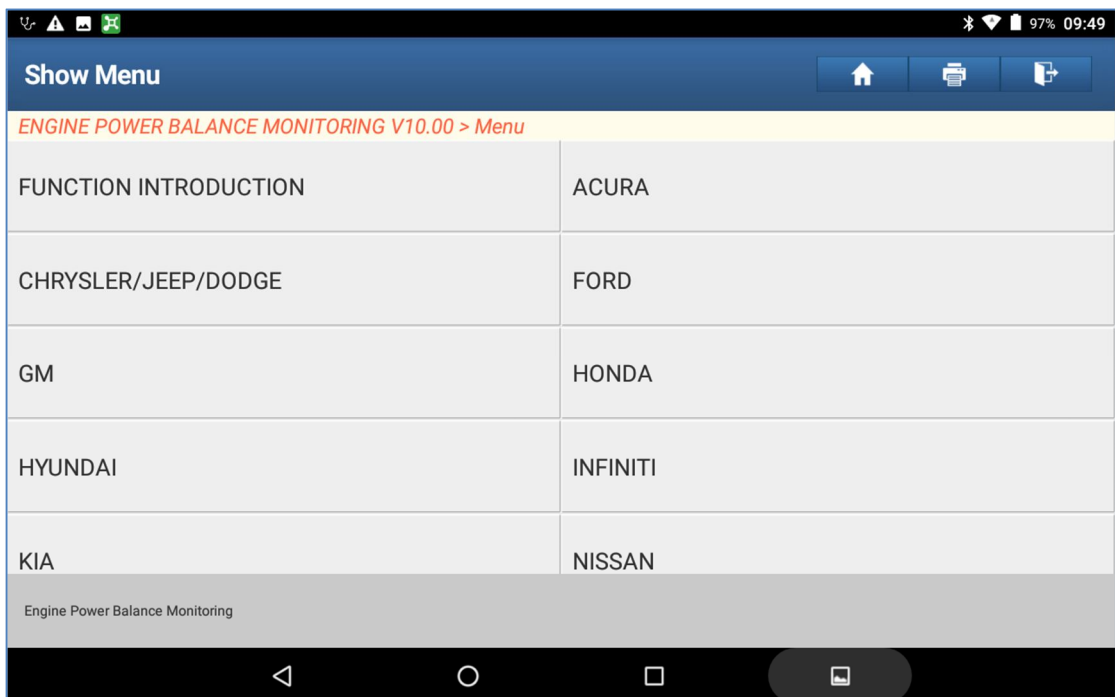 97% 09:49
Show Menu
ENGINE POWER BALANCE MONITORING V10.00 > Menu
FUNCTION INTRODUCTION ACURA
CHRYSLER/JEEP/DODGE FORD
GM HONDA
HYUNDAI INFINITI
KIA NISSAN
Engine Power Balance Monitoring